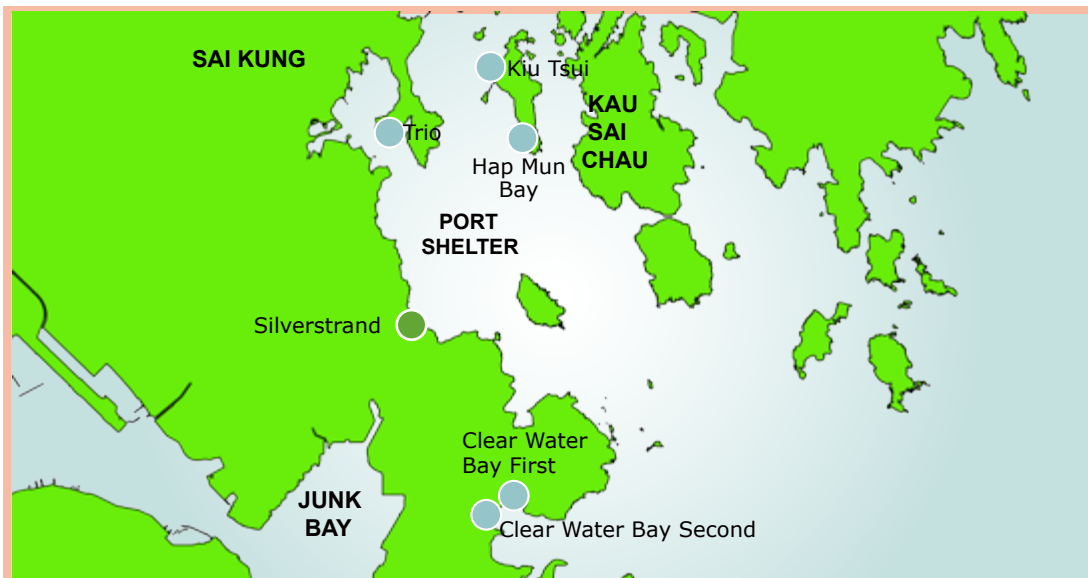 SAI KUNG
Kiu Tsui
KAU
SAI
CHAU
Trio
Hap Mun
Bay
PORT
SHELTER
Silverstrand
Clear Water
Bay First
JUNK
BAY
Clear Water Bay Second